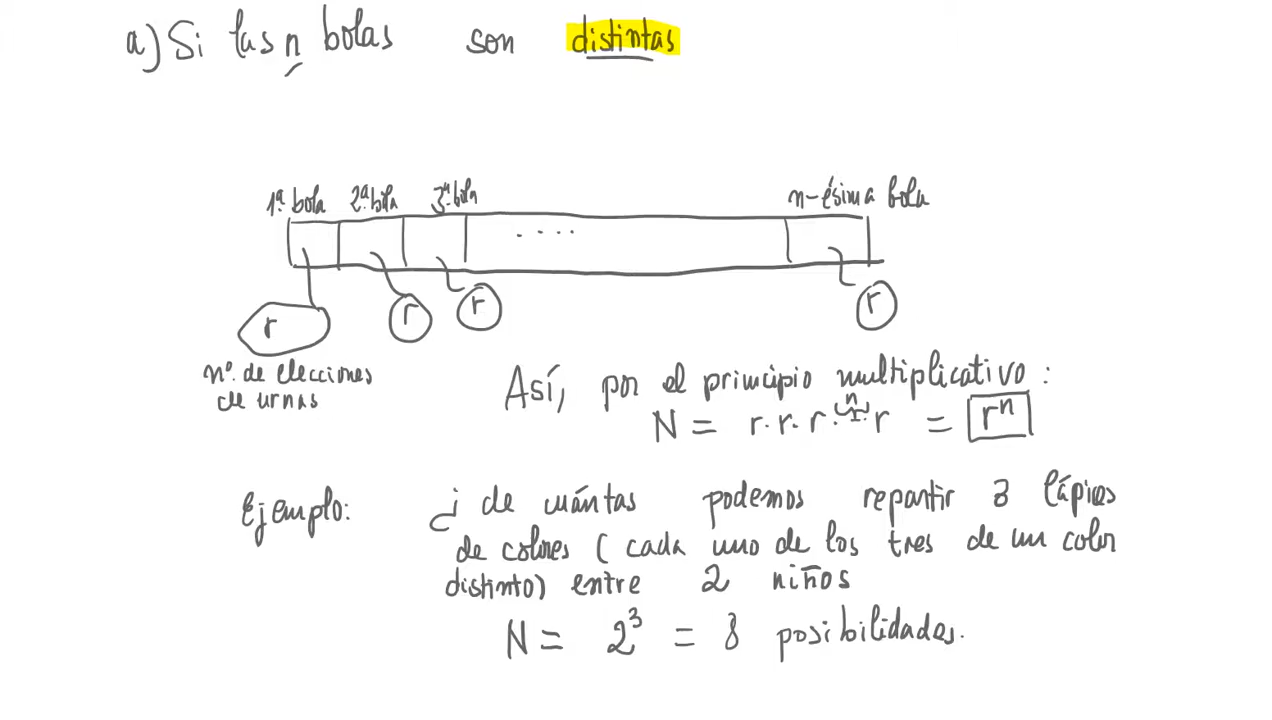 a) Si las n bolas son distintas
1ª bola 2ª bola 3ª bola .... n-ésima bola
r r r r
nº. de elecciones
de urnas
Así, por el principio multiplicativo:
N = r · r · r · ⁿ... r = rⁿ
Ejemplo: ¿ de cuántas podemos repartir 3 lápices
de colores ( cada uno de los tres de un color
distinto) entre 2 niños
N = 2³ = 8 posibilidades.